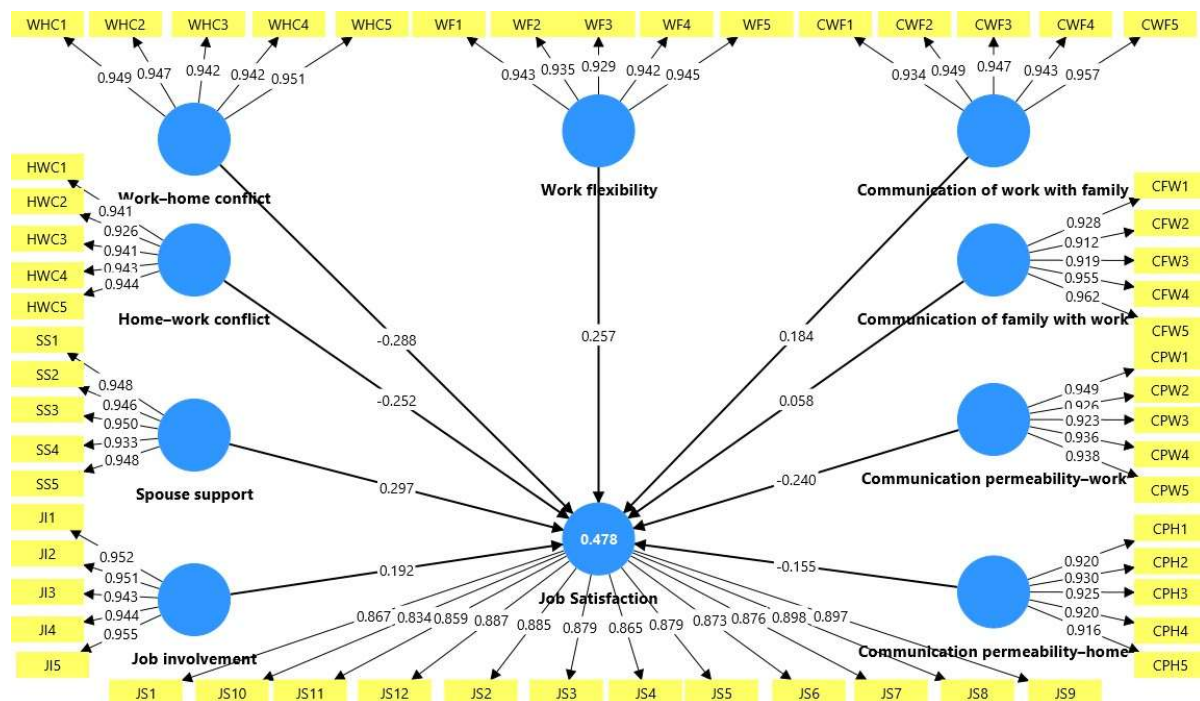 WHC1 WHC2 WHC3 WHC4 WHC5 WF1 WF2 WF3 WF4 WF5 CWF1 CWF2 CWF3 CWF4 CWF5
0.949 0.947 0.942 0.942 0.951 0.943 0.935 0.929 0.942 0.945 0.934 0.949 0.947 0.943 0.957
Work–home conflict
Work flexibility
Communication of work with family
HWC1
HWC2
HWC3
HWC4
HWC5
0.941
0.926
0.941
0.943
0.944
Home–work conflict
CFW1
CFW2
CFW3
CFW4
CFW5
0.928
0.912
0.919
0.955
0.962
Communication of family with work
-0.288
0.257
0.184
-0.252
0.058
SS1
SS2
SS3
SS4
SS5
0.948
0.946
0.950
0.933
0.948
Spouse support
0.297
CPW1
CPW2
CPW3
CPW4
CPW5
0.949
0.926
0.923
0.936
0.938
Communication permeability–work
-0.240
JI1
JI2
JI3
JI4
JI5
0.952
0.951
0.943
0.944
0.955
Job involvement
0.192
0.478
Job Satisfaction
-0.155
CPH1
CPH2
CPH3
CPH4
CPH5
0.920
0.930
0.925
0.920
0.916
Communication permeability–home
0.867 0.834 0.859 0.887 0.885 0.879 0.865 0.879 0.873 0.876 0.898 0.897
JS1 JS10 JS11 JS12 JS2 JS3 JS4 JS5 JS6 JS7 JS8 JS9